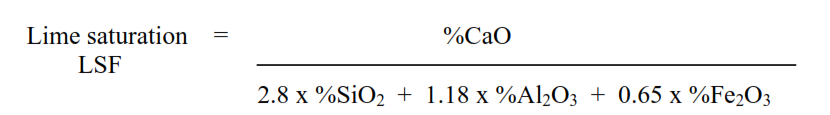 Lime saturation = %CaO
LSF
2.8 x %SiO₂ + 1.18 x %Al₂O₃ + 0.65 x %Fe₂O₃